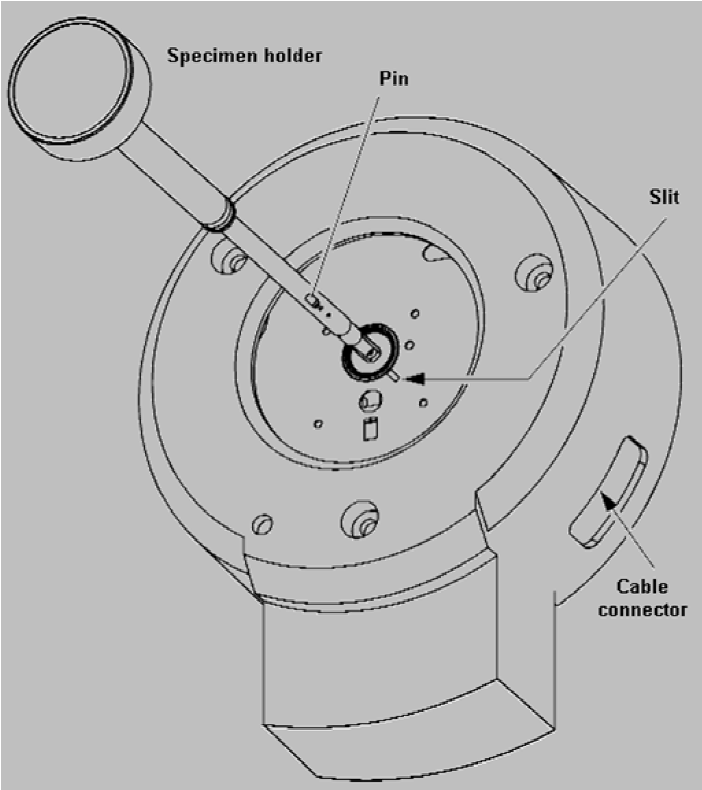 Specimen holder
Pin
Slit
Cable
connector